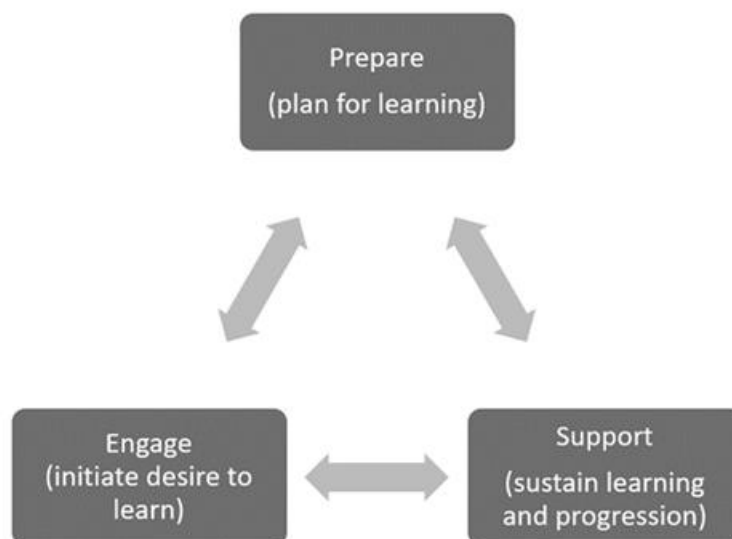 Prepare
(plan for learning)
Engage
(initiate desire to
learn)
Support
(sustain learning
and progression)